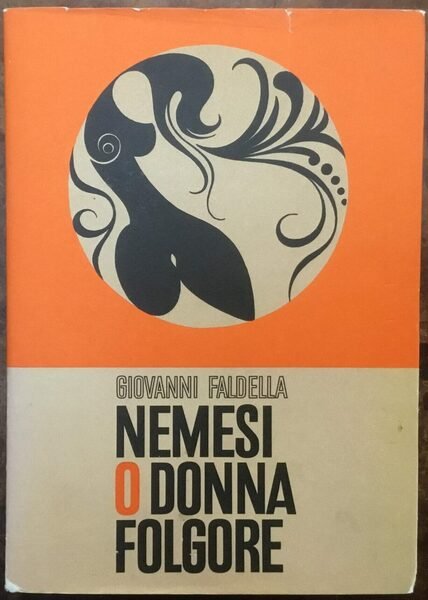 GIOVANNI FALDELLA
NEMESI
O DONNA
FOLGORE